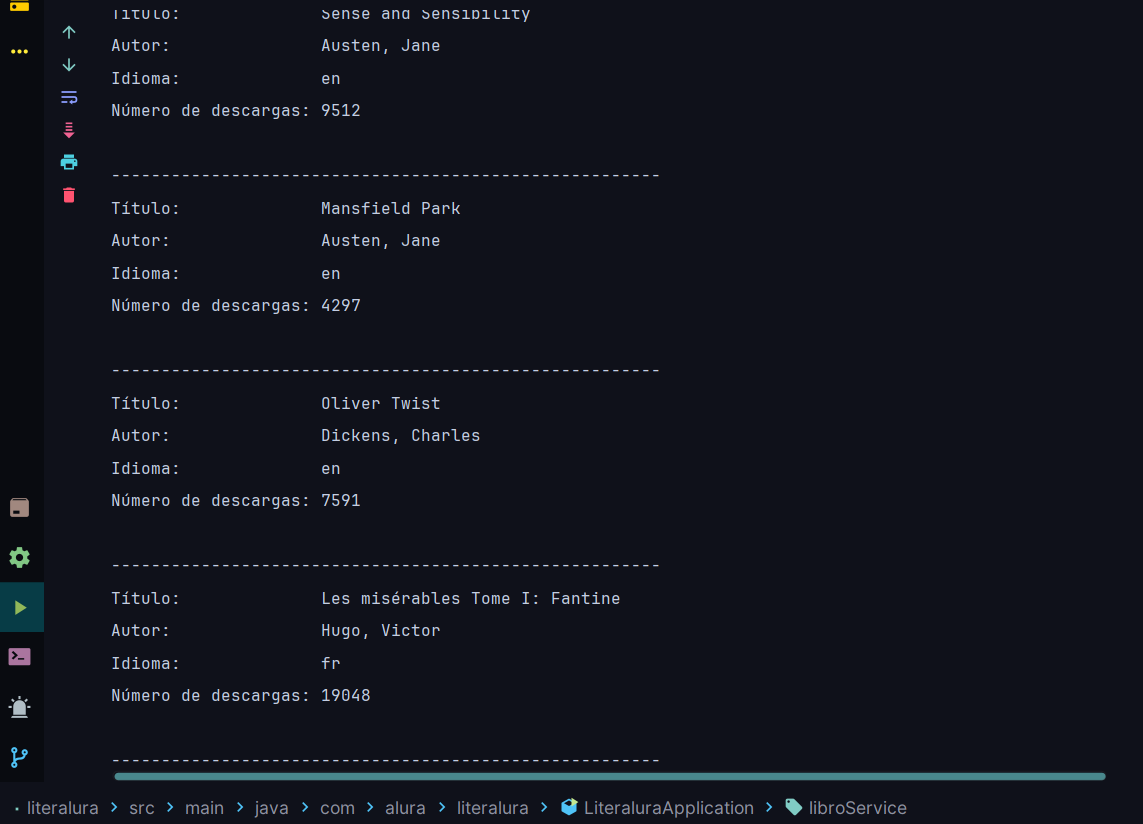 Título: Sense and Sensibility
Autor: Austen, Jane
Idioma: en
Número de descargas: 9512
-------------------------------------------------------
Título: Mansfield Park
Autor: Austen, Jane
Idioma: en
Número de descargas: 4297
-------------------------------------------------------
Título: Oliver Twist
Autor: Dickens, Charles
Idioma: en
Número de descargas: 7591
-------------------------------------------------------
Título: Les misérables Tome I: Fantine
Autor: Hugo, Victor
Idioma: fr
Número de descargas: 19048
-------------------------------------------------------
literalura > src > main > java > com > alura > literalura > LiteraluraApplication > libroService